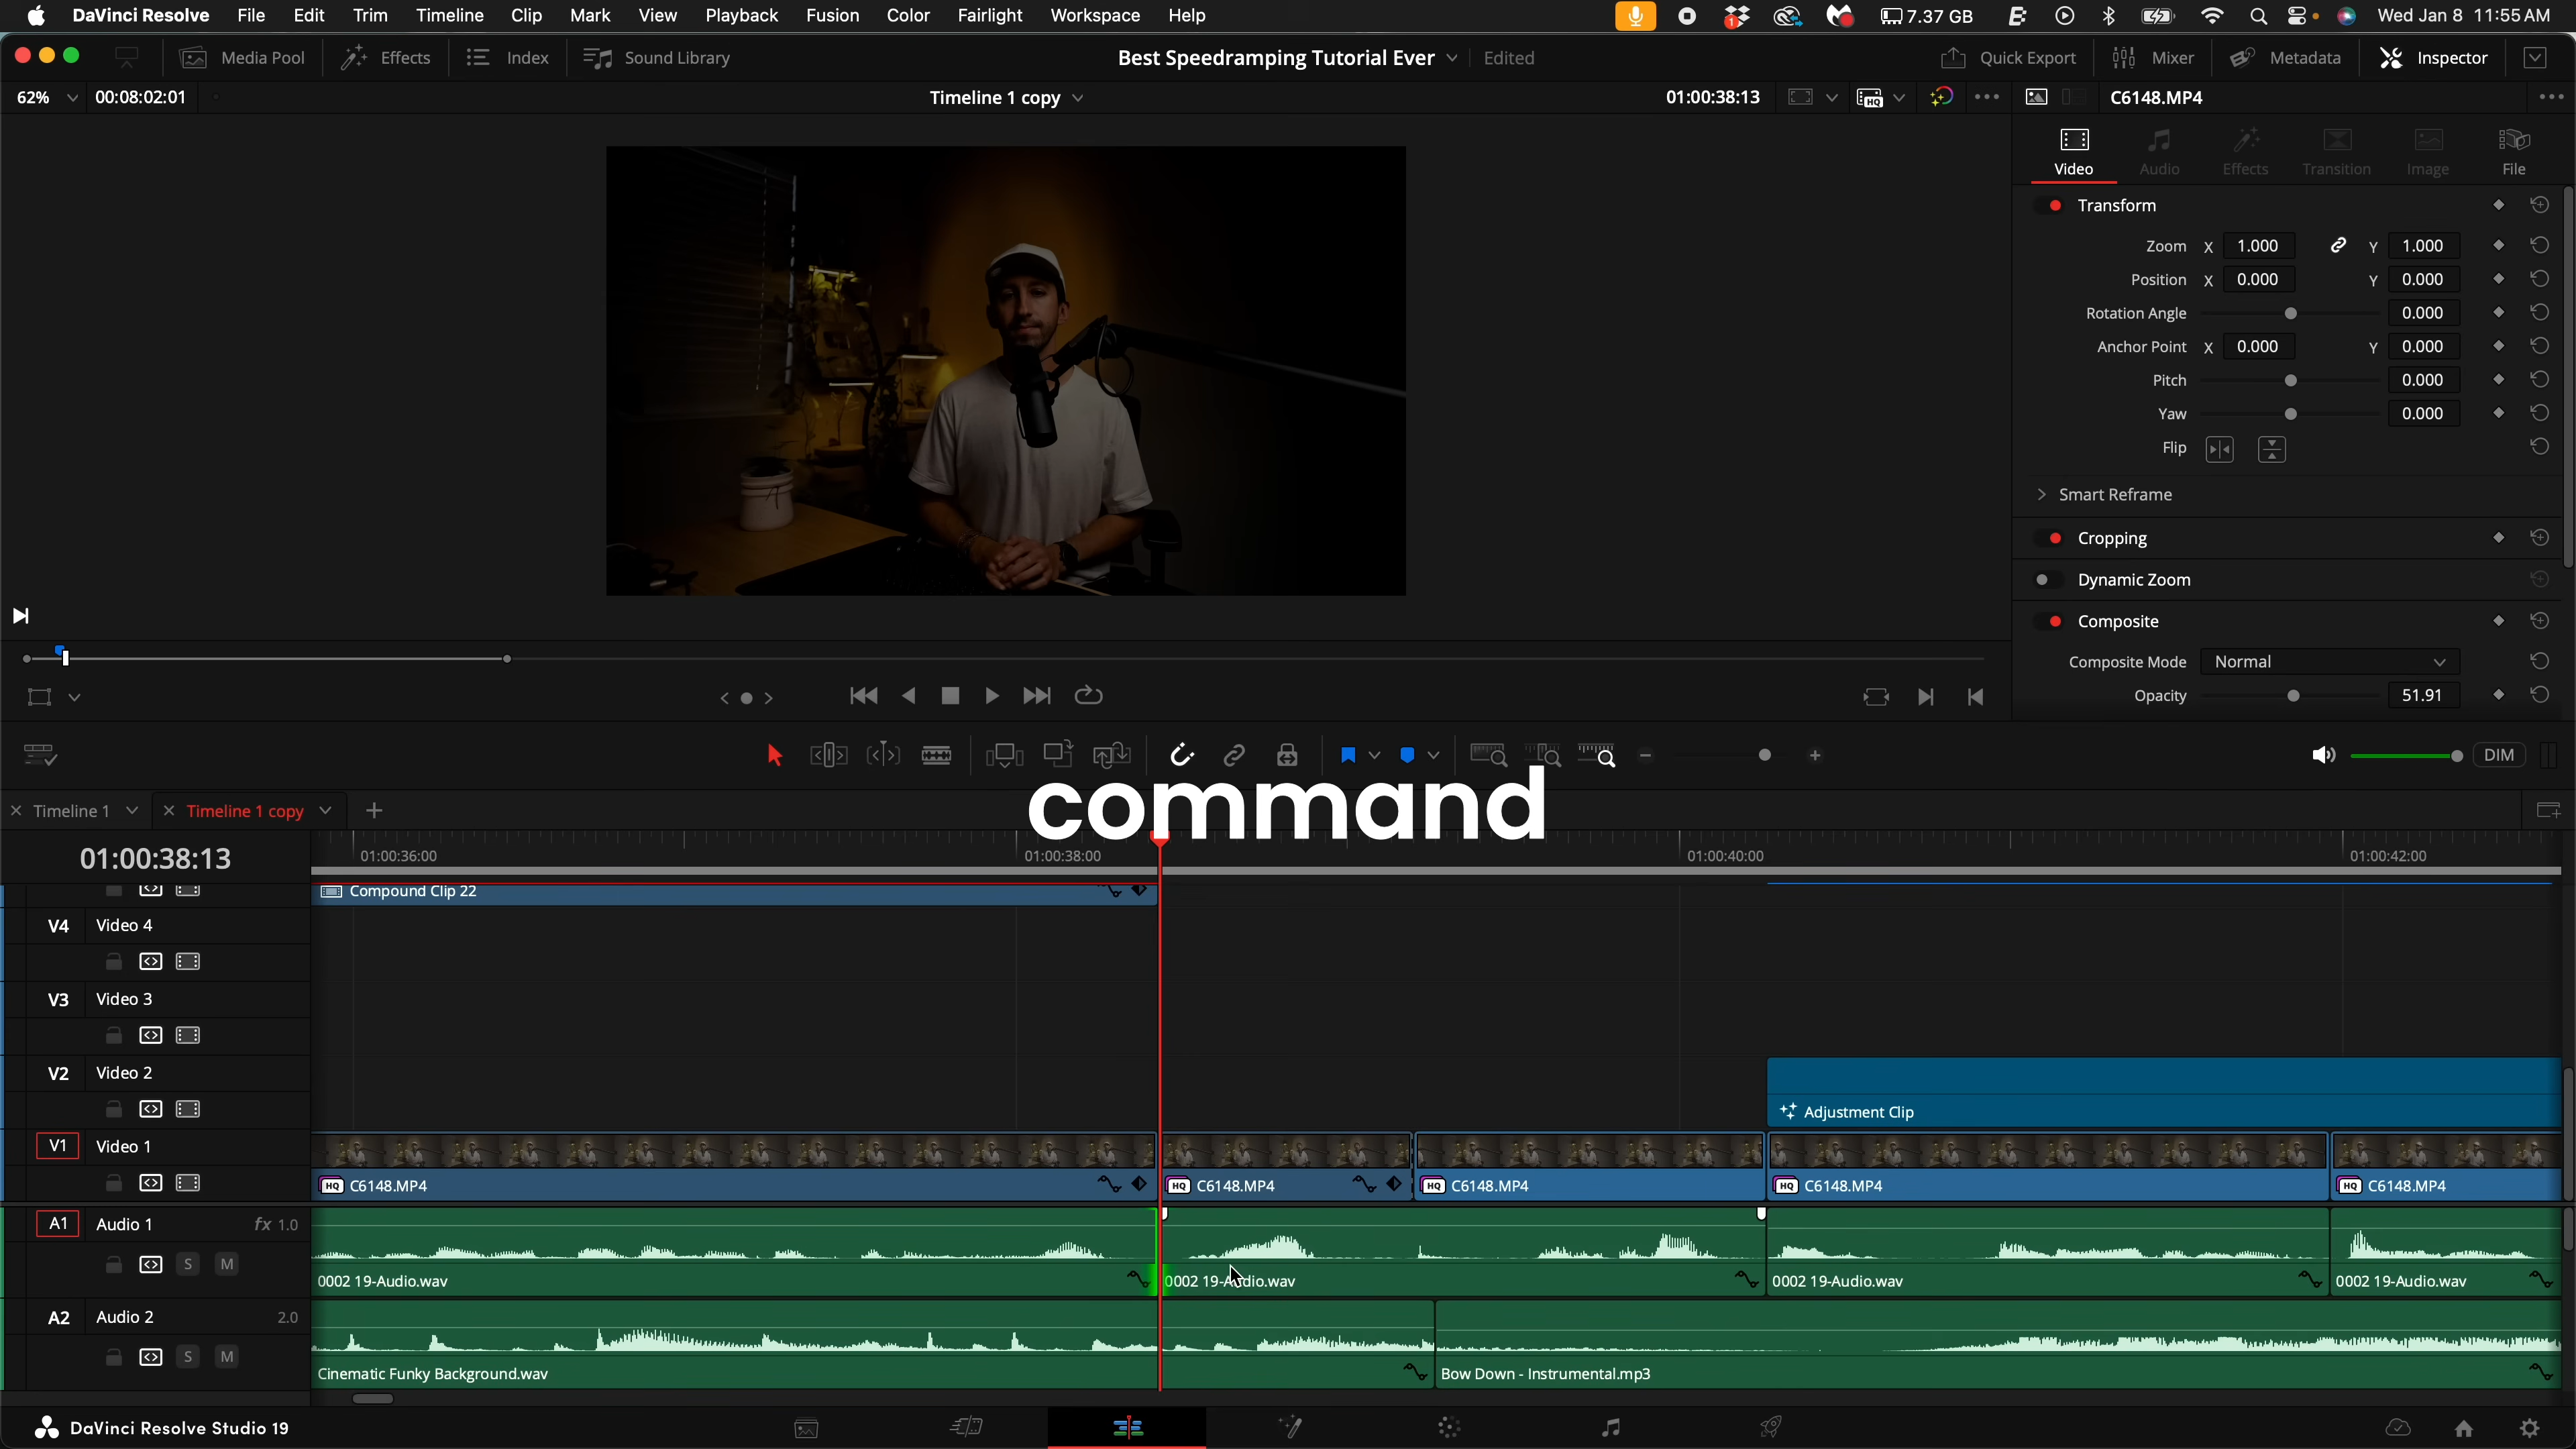 DaVinci Resolve File Edit Trim Timeline Clip Mark View Playback Fusion Color Fairlight Workspace Help 1 7.37 GB Wed Jan 8 11:55 AM
Media Pool Effects Index Sound Library Best Speedramping Tutorial Ever Edited Quick Export Mixer Metadata Inspector
62% 00:08:02:01 Timeline 1 copy 01:00:38:13 HQ C6148.MP4
Video Audio Effects Transition Image File
Transform
Zoom X 1.000 Y 1.000
Position X 0.000 Y 0.000
Rotation Angle 0.000
Anchor Point X 0.000 Y 0.000
Pitch 0.000
Yaw 0.000
Flip
Smart Reframe
Cropping
Dynamic Zoom
Composite
Composite Mode Normal
Opacity 51.91
DIM
command
Timeline 1 Timeline 1 copy
01:00:38:13 01:00:36:00 01:00:38:00 01:00:40:00 01:00:42:00
Compound Clip 22
V4 Video 4
V3 Video 3
V2 Video 2
Adjustment Clip
V1 Video 1
HQ C6148.MP4 HQ C6148.MP4 HQ C6148.MP4 HQ C6148.MP4 HQ C6148.MP4
A1 Audio 1 fx 1.0
S M
0002 19-Audio.wav 0002 19-Audio.wav 0002 19-Audio.wav 0002 19-Audio.wav
A2 Audio 2 2.0
S M
Cinematic Funky Background.wav Bow Down - Instrumental.mp3
DaVinci Resolve Studio 19